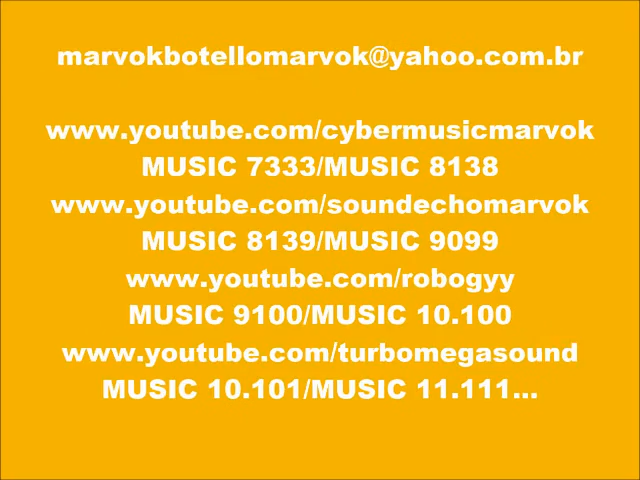 marvokbotellomarvok@yahoo.com.br
www.youtube.com/cybermusicmarvok
MUSIC 7333/MUSIC 8138
www.youtube.com/soundechomarvok
MUSIC 8139/MUSIC 9099
www.youtube.com/robogyy
MUSIC 9100/MUSIC 10.100
www.youtube.com/turbomegasound
MUSIC 10.101/MUSIC 11.111...